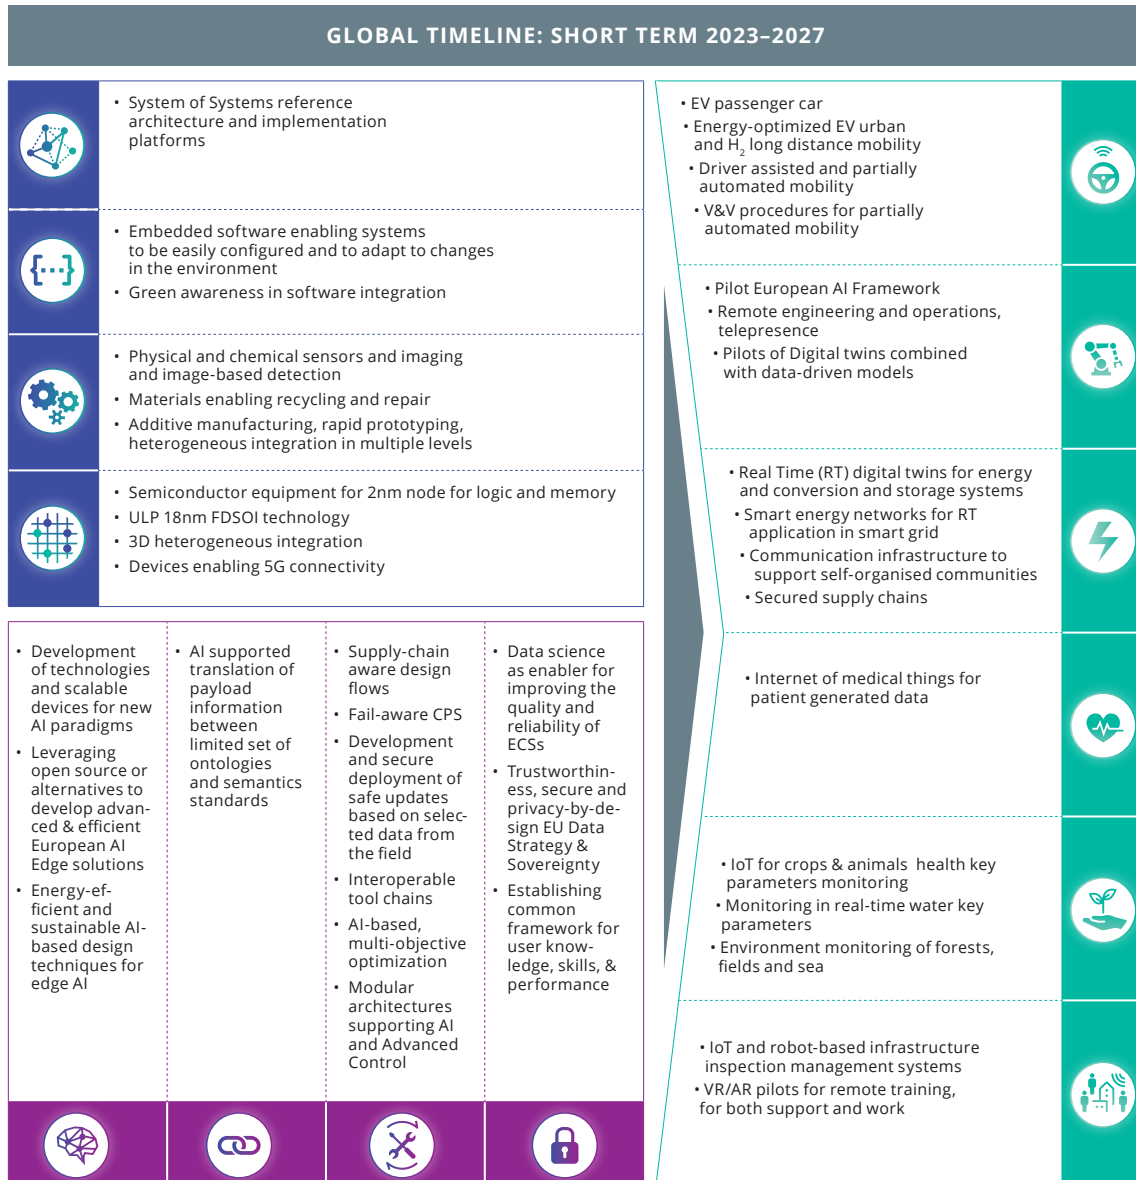 GLOBAL TIMELINE: SHORT TERM 2023–2027
• System of Systems reference
architecture and implementation
platforms
• Embedded software enabling systems
to be easily configured and to adapt to changes
in the environment
• Green awareness in software integration
• Physical and chemical sensors and imaging
and image-based detection
• Materials enabling recycling and repair
• Additive manufacturing, rapid prototyping,
heterogeneous integration in multiple levels
• Semiconductor equipment for 2nm node for logic and memory
• ULP 18nm FDSOI technology
• 3D heterogeneous integration
• Devices enabling 5G connectivity
• Development
of technologies
and scalable
devices for new
AI paradigms
• Leveraging
open source or
alternatives to
develop advan-
ced & efficient
European AI
Edge solutions
• Energy-ef-
ficient and
sustainable AI-
based design
techniques for
edge AI
• AI supported
translation of
payload
information
between
limited set of
ontologies
and semantics
standards
• Supply-chain
aware design
flows
• Fail-aware CPS
• Development
and secure
deployment of
safe updates
based on selec-
ted data from
the field
• Interoperable
tool chains
• AI-based,
multi-objective
optimization
• Modular
architectures
supporting AI
and Advanced
Control
• Data science
as enabler for
improving the
quality and
reliability of
ECSs
• Trustworthin-
ess, secure and
privacy-by-de-
sign EU Data
Strategy &
Sovereignty
• Establishing
common
framework for
user know-
ledge, skills, &
performance
• EV passenger car
• Energy-optimized EV urban
and H2 long distance mobility
• Driver assisted and partially
automated mobility
• V&V procedures for partially
automated mobility
• Pilot European AI Framework
• Remote engineering and operations,
telepresence
• Pilots of Digital twins combined
with data-driven models
• Real Time (RT) digital twins for energy
and conversion and storage systems
• Smart energy networks for RT
application in smart grid
• Communication infrastructure to
support self-organised communities
• Secured supply chains
• Internet of medical things for
patient generated data
• IoT for crops & animals health key
parameters monitoring
• Monitoring in real-time water key
parameters
• Environment monitoring of forests,
fields and sea
• IoT and robot-based infrastructure
inspection management systems
• VR/AR pilots for remote training,
for both support and work